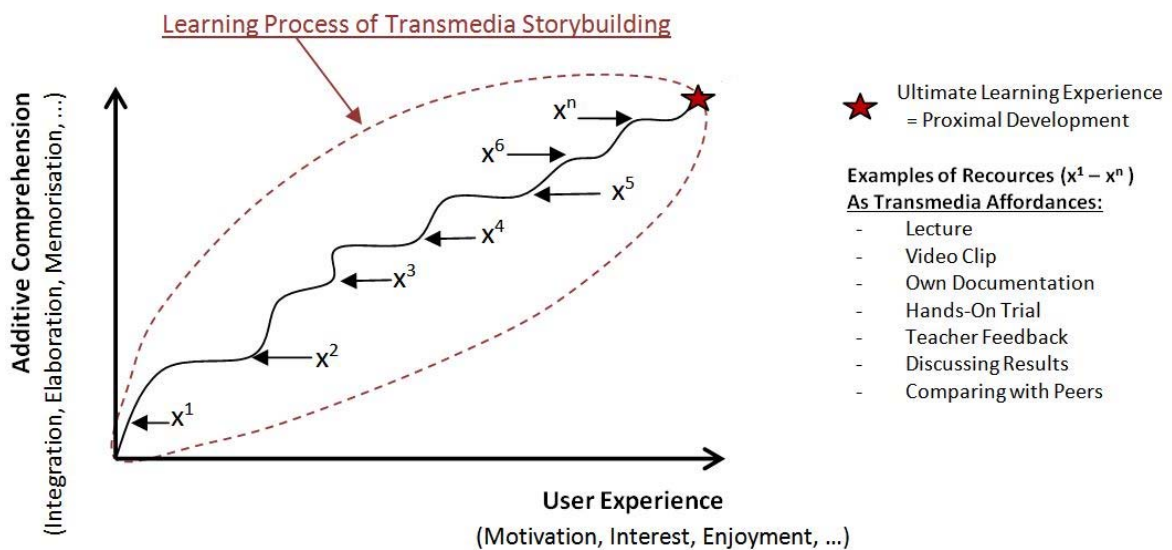 Learning Process of Transmedia Storybuilding
Additive Comprehension
(Integration, Elaboration, Memorisation, ...)
x¹
x²
x³
x⁴
x⁵
x⁶
xⁿ
User Experience
(Motivation, Interest, Enjoyment, ...)
Ultimate Learning Experience
= Proximal Development
Examples of Recources (x¹ – xⁿ )
As Transmedia Affordances:
- Lecture
- Video Clip
- Own Documentation
- Hands-On Trial
- Teacher Feedback
- Discussing Results
- Comparing with Peers